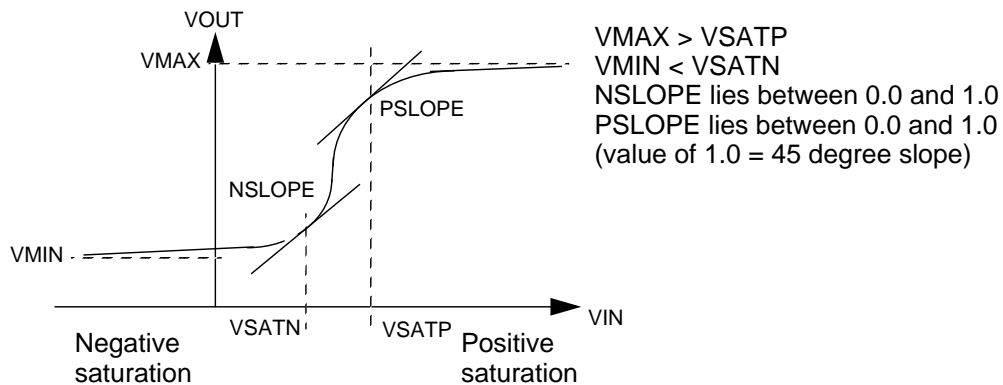 VOUT
VMAX
VMAX > VSATP
VMIN < VSATN
NSLOPE lies between 0.0 and 1.0
PSLOPE lies between 0.0 and 1.0
(value of 1.0 = 45 degree slope)
PSLOPE
NSLOPE
VMIN
VSATN
VSATP
VIN
Negative
saturation
Positive
saturation